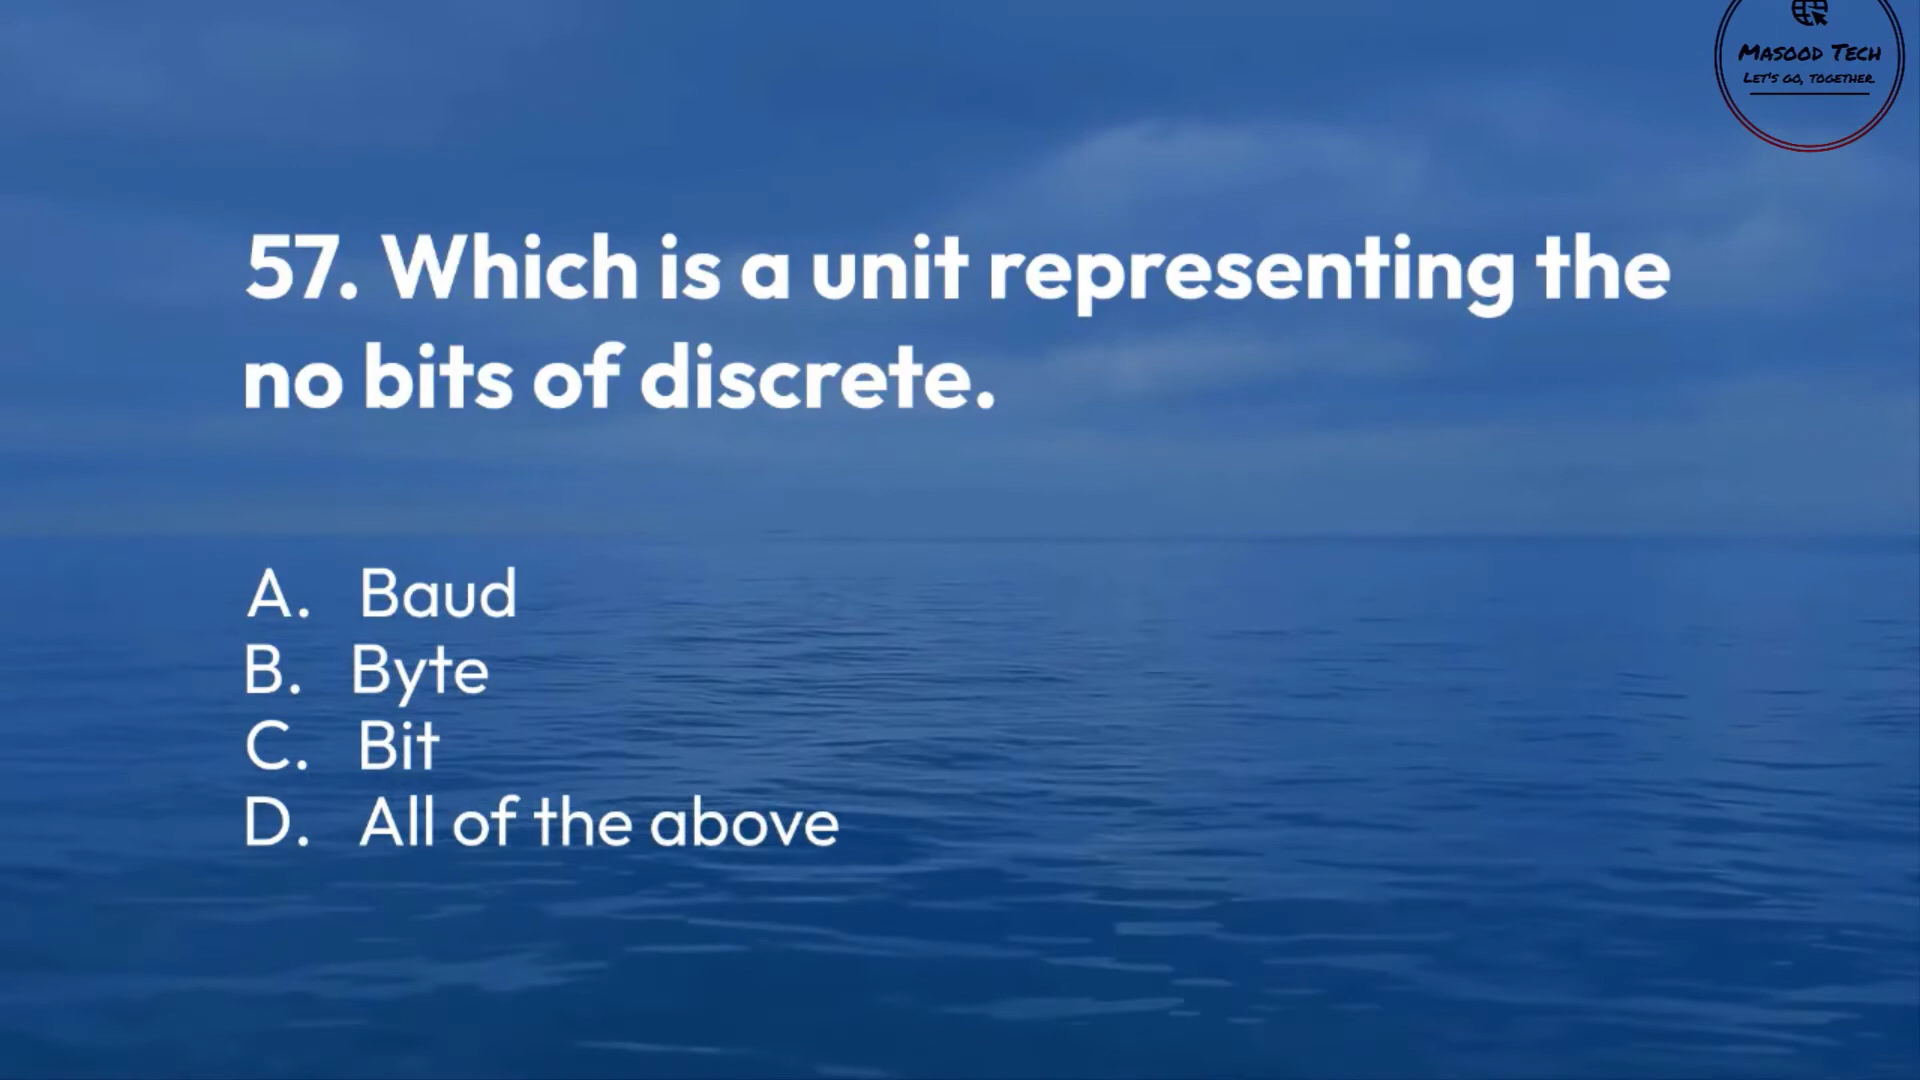 MASOOD TECH
LET'S GO, TOGETHER.
57. Which is a unit representing the
no bits of discrete.
A. Baud
B. Byte
C. Bit
D. All of the above